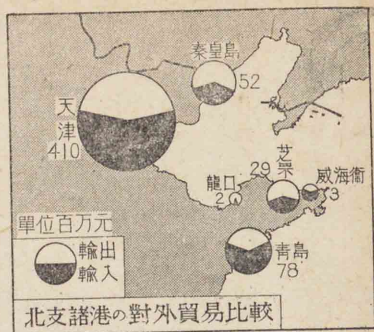 秦皇島
52
天津
410
芝罘
29
威海衛
3
龍口
2
單位百万元
輸出
輸入
青島
78
北支諸港の對外貿易比較